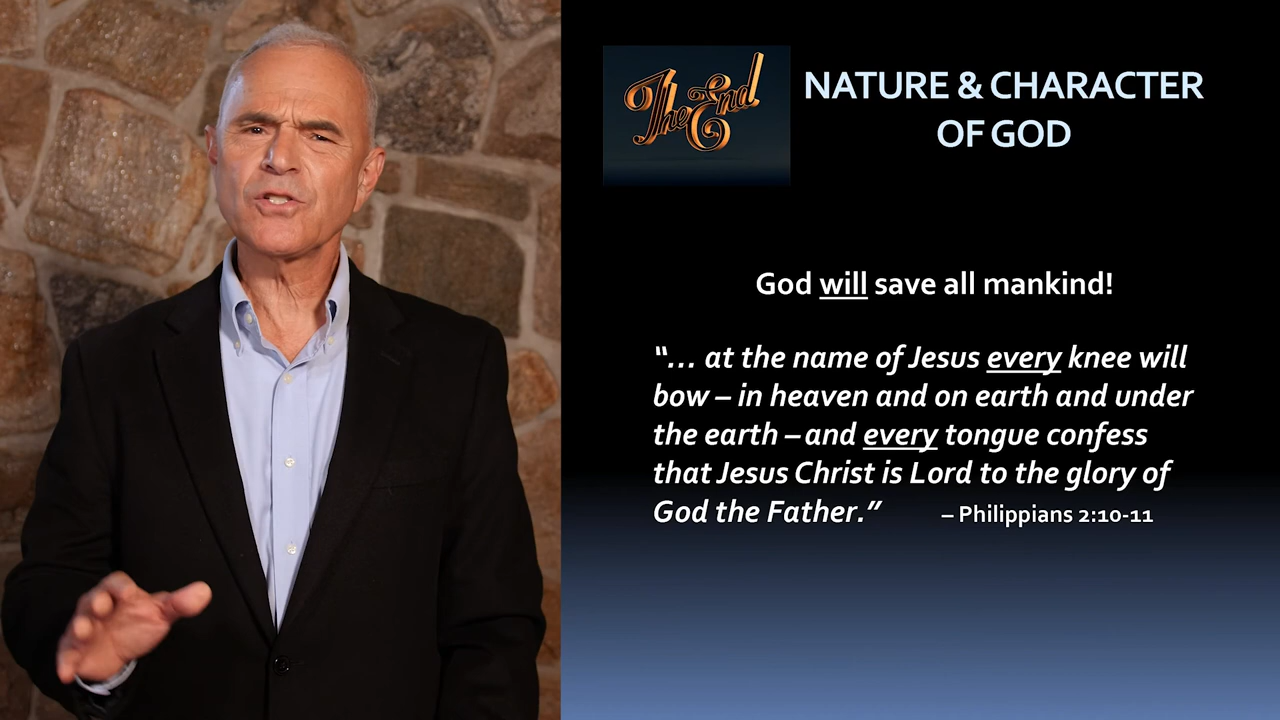 The End
NATURE & CHARACTER
OF GOD
God will save all mankind!
“... at the name of Jesus every knee will
bow – in heaven and on earth and under
the earth – and every tongue confess
that Jesus Christ is Lord to the glory of
God the Father.” – Philippians 2:10-11